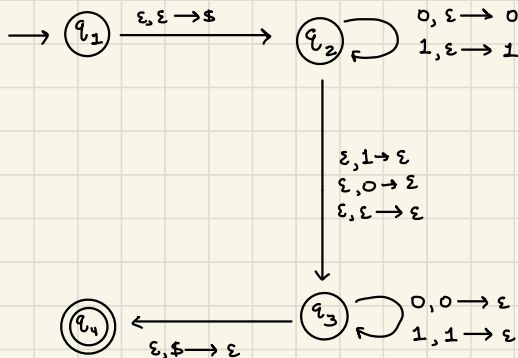 ε,ε→$
q1
q2
0,ε→0
1,ε→1
ε,1→ε
ε,0→ε
ε,ε→ε
q4
q3
0,0→ε
1,1→ε
ε,$→ε